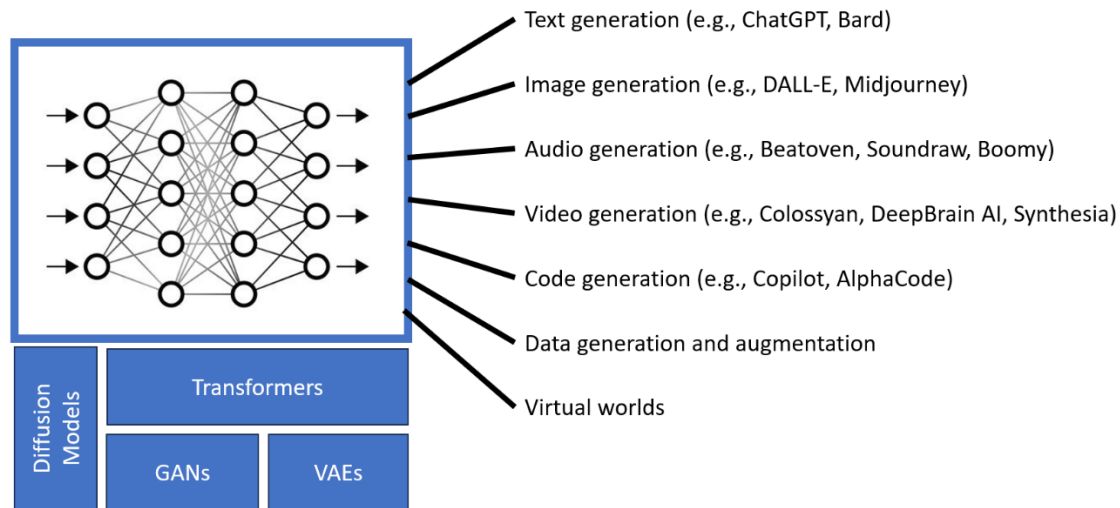 Text generation (e.g., ChatGPT, Bard)
Image generation (e.g., DALL-E, Midjourney)
Audio generation (e.g., Beatoven, Soundraw, Boomy)
Video generation (e.g., Colossyan, DeepBrain AI, Synthesia)
Code generation (e.g., Copilot, AlphaCode)
Data generation and augmentation
Virtual worlds
Diffusion
Models
Transformers
GANs
VAEs